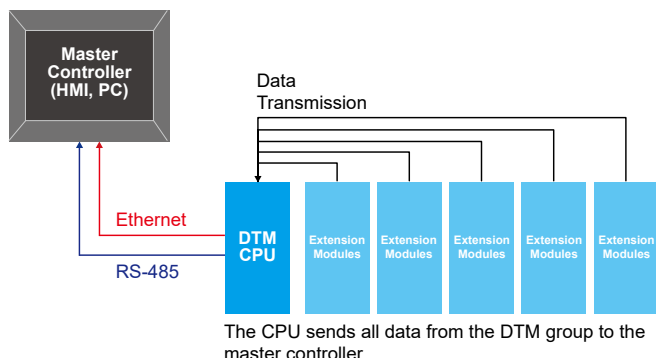 Master
Controller
(HMI, PC)
Data
Transmission
Ethernet
RS-485
DTM
CPU
Extension
Modules
Extension
Modules
Extension
Modules
Extension
Modules
Extension
Modules
The CPU sends all data from the DTM group to the
master controller